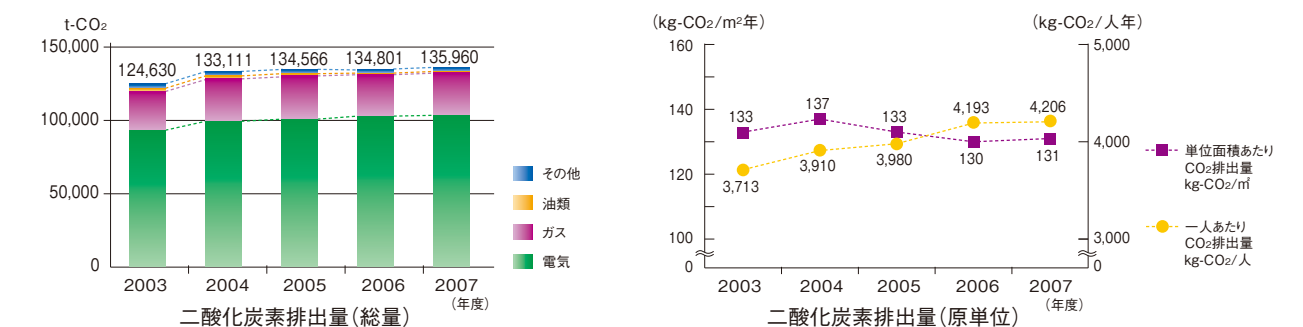 t-CO₂
150,000
100,000
50,000
0
124,630
133,111
134,566
134,801
135,960
2003
2004
2005
2006
2007
(年度)
その他
油類
ガス
電気
二酸化炭素排出量(総量)
(kg-CO₂/m²年)
(kg-CO₂/人年)
160
140
120
100
0
5,000
4,000
3,000
0
133
137
133
130
131
3,713
3,910
3,980
4,193
4,206
2003
2004
2005
2006
2007
(年度)
単位面積あたり
CO₂排出量
kg-CO₂/㎡
一人あたり
CO₂排出量
kg-CO₂/人
二酸化炭素排出量(原単位)